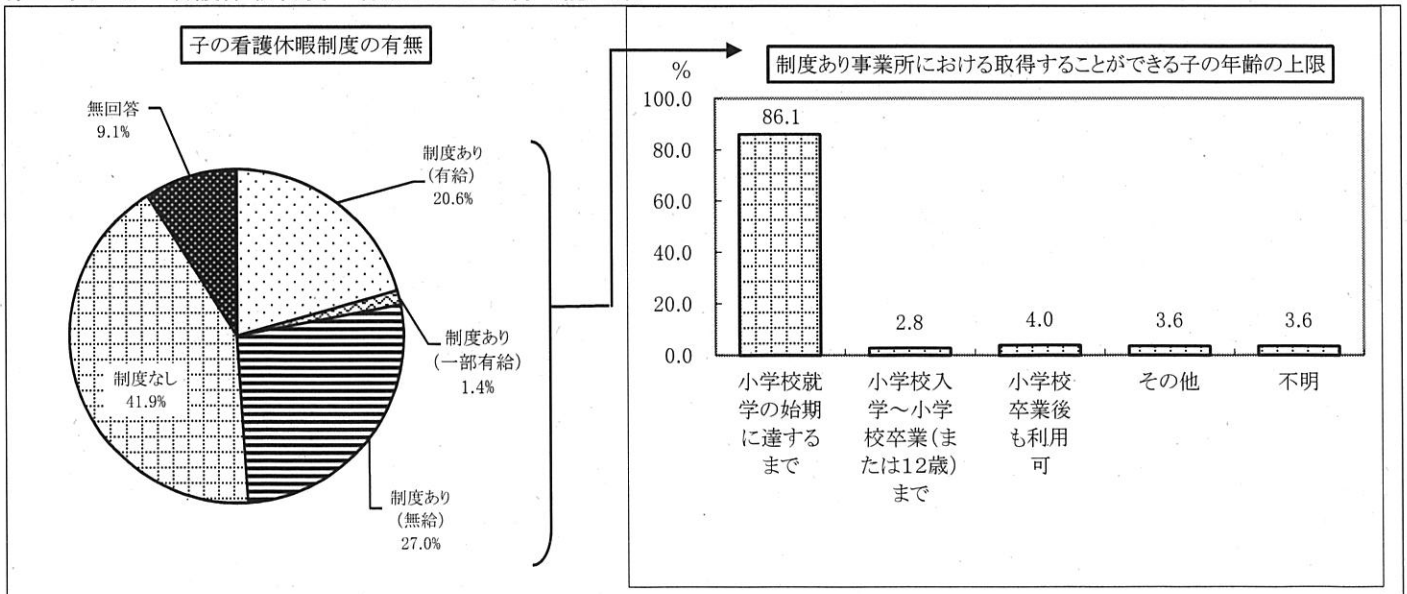 子の看護休暇制度の有無
無回答
9.1%
制度あり
(有給)
20.6%
制度あり
(一部有給)
1.4%
制度なし
41.9%
制度あり
(無給)
27.0%
制度あり事業所における取得することができる子の年齢の上限
%
100.0
80.0
60.0
40.0
20.0
0.0
86.1
2.8
4.0
3.6
3.6
小学校就
学の始期
に達する
まで
小学校入
学～小学
校卒業(ま
たは12歳)
まで
小学校
卒業後
も利用
可
その他
不明